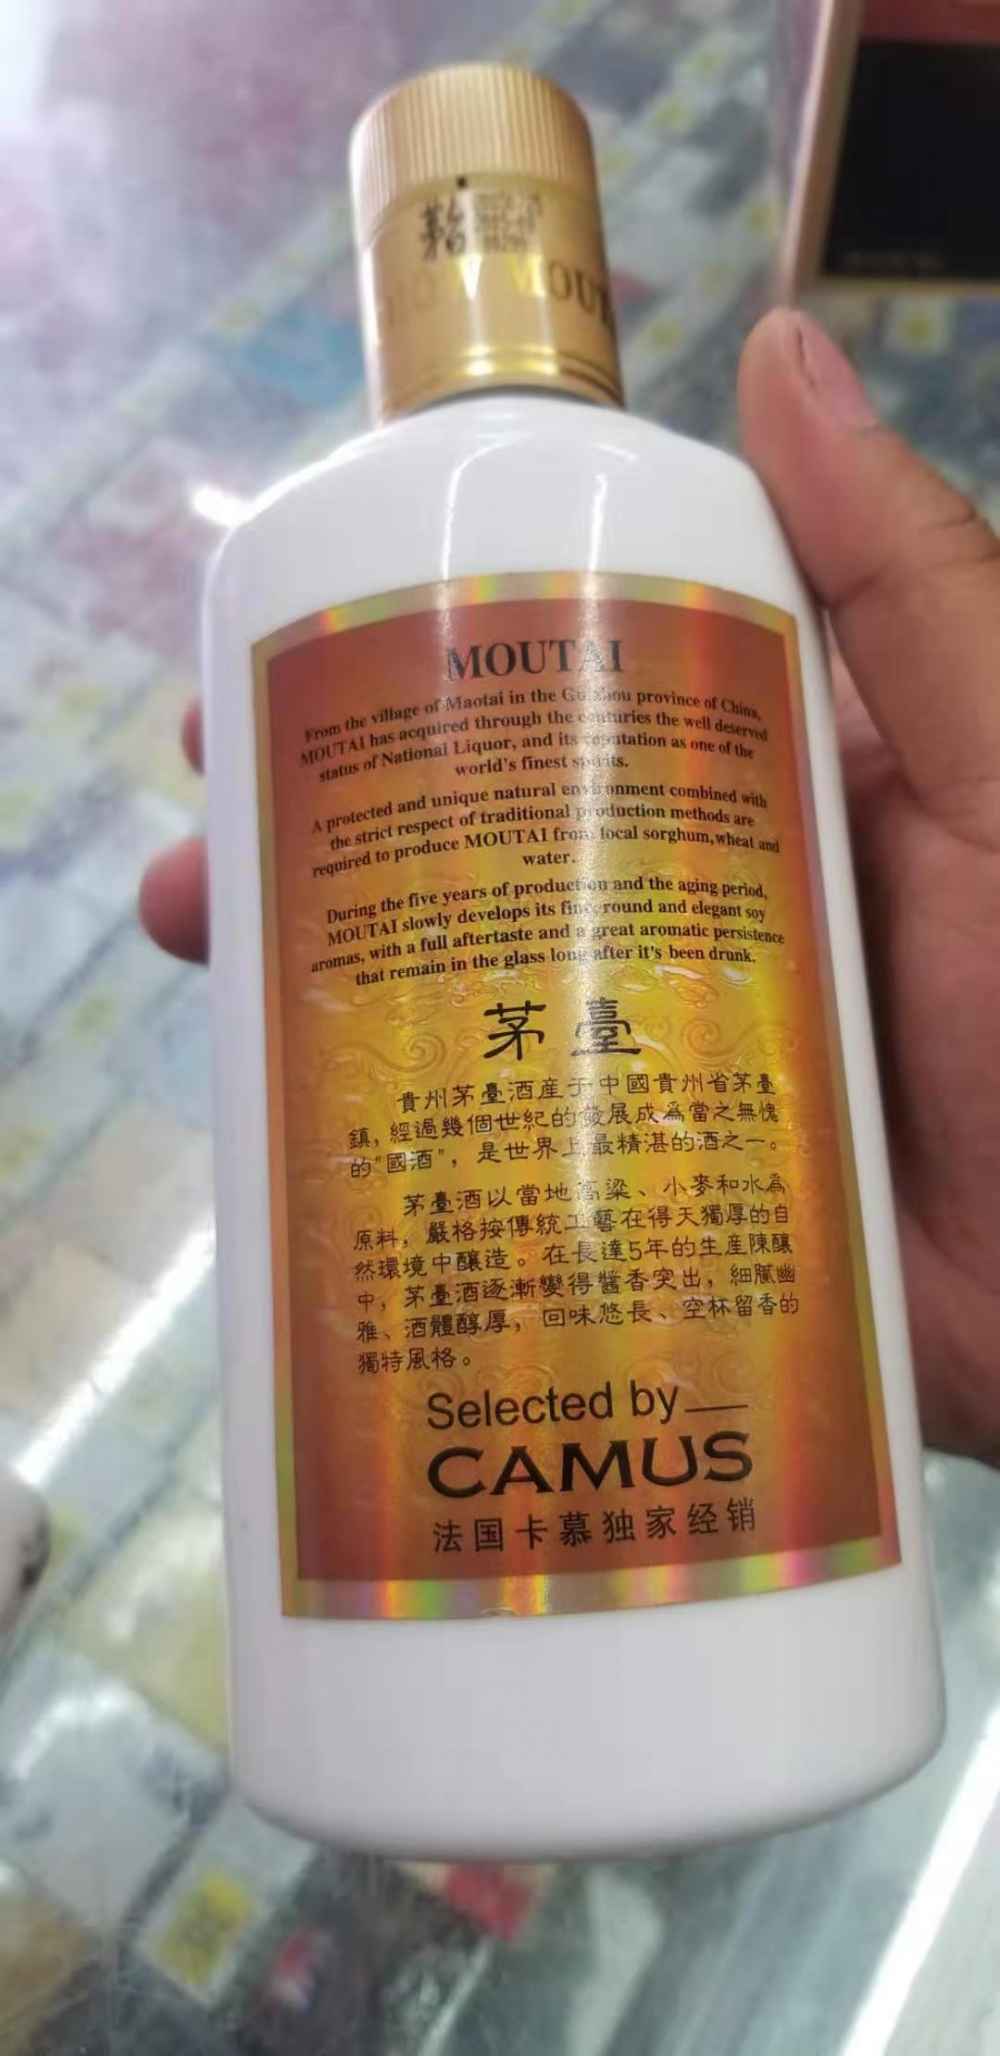 茅
MOUT
MOUTAI
From the village of Maotai in the Guizhou province of China,
MOUTAI has acquired through the centuries the well deserved
status of National Liquor, and its reputation as one of the
world's finest spirits.
A protected and unique natural environment combined with
the strict respect of traditional production methods are
required to produce MOUTAI from local sorghum,wheat and
water.
During the five years of production and the aging period,
MOUTAI slowly develops its fine, round and elegant soy
aromas, with a full aftertaste and a great aromatic persistence
that remain in the glass long after it's been drunk.
茅臺
貴州茅臺酒産于中國貴州省茅臺
鎮，經過幾個世紀的發展成爲當之無愧
的"國酒"，是世界上最精湛的酒之一。
茅臺酒以當地高粱、小麥和水爲
原料，嚴格按傳統工藝在得天獨厚的自
然環境中釀造。在長達5年的生産陳釀
中，茅臺酒逐漸變得醬香突出，細膩幽
雅、酒體醇厚，回味悠長、空杯留香的
獨特風格。
Selected by
CAMUS
法国卡慕独家经销